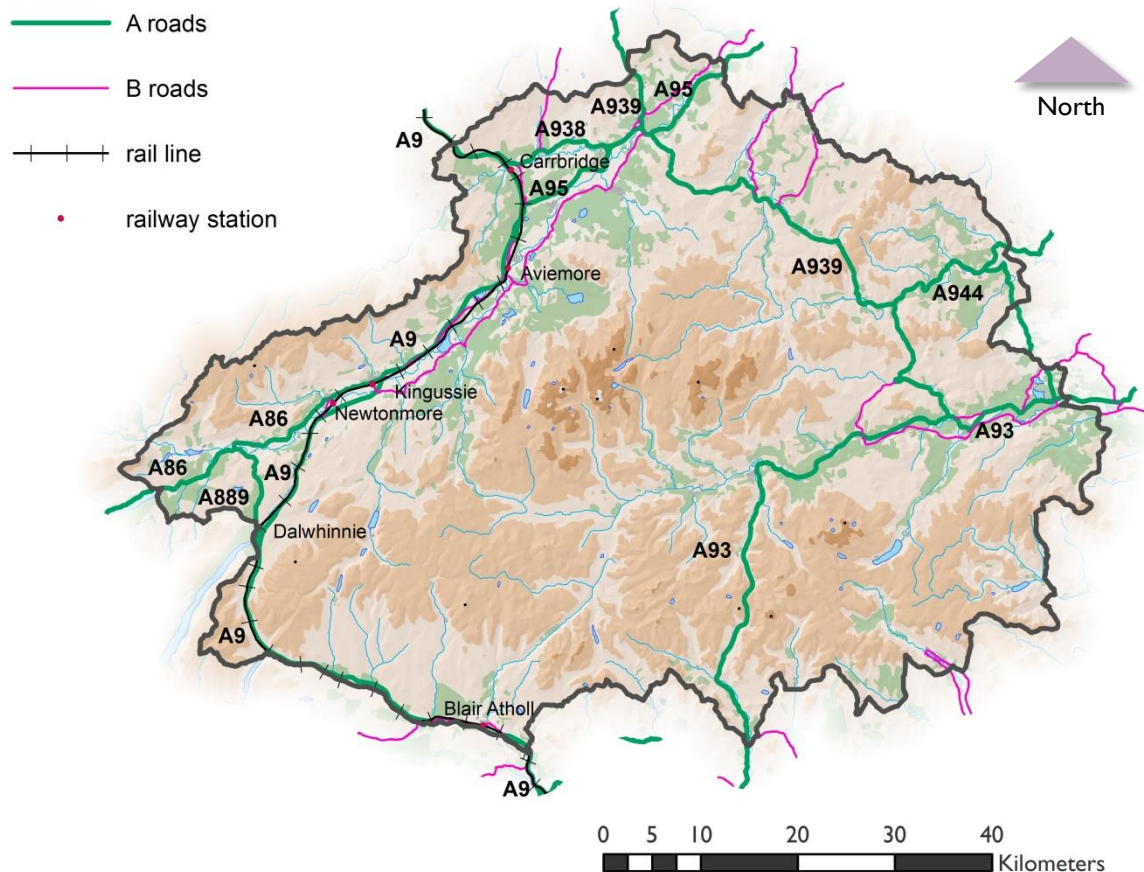 A roads
B roads
rail line
railway station
North
A95
A939
A938
A9
Carrbridge
A95
Aviemore
A939
A944
A9
Kingussie
Newtonmore
A86
A93
A86
A9
A889
Dalwhinnie
A93
A9
Blair Atholl
A9
0 5 10 20 30 40
Kilometers